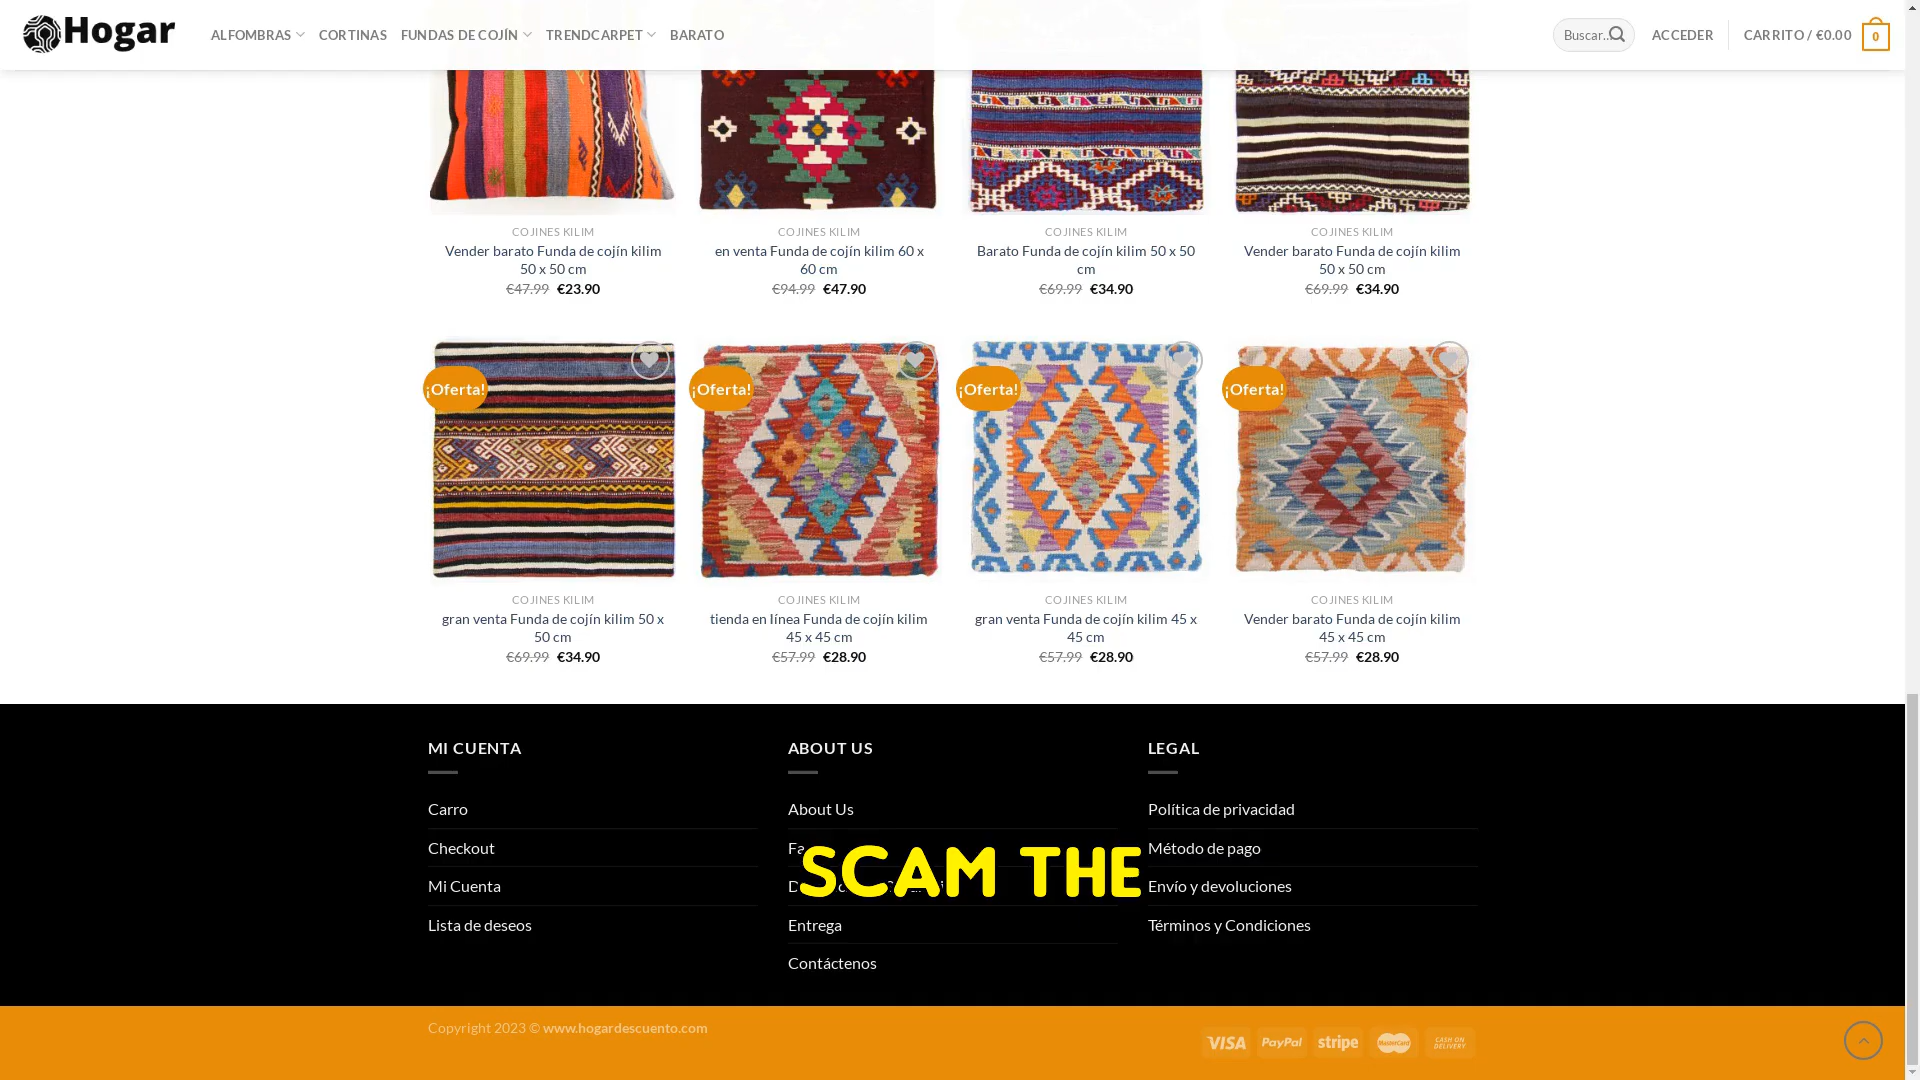 Hogar
ALFOMBRAS CORTINAS FUNDAS DE COJÍN TRENDCARPET BARATO
Buscar... ACCEDER CARRITO / €0.00 0
COJINES KILIM COJINES KILIM COJINES KILIM COJINES KILIM
Vender barato Funda de cojín kilim 50 x 50 cm
€47.99 €23.90
en venta Funda de cojín kilim 60 x 60 cm
€94.99 €47.90
Barato Funda de cojín kilim 50 x 50 cm
€69.99 €34.90
Vender barato Funda de cojín kilim 50 x 50 cm
€69.99 €34.90
¡Oferta! ¡Oferta! ¡Oferta! ¡Oferta!
COJINES KILIM COJINES KILIM COJINES KILIM COJINES KILIM
gran venta Funda de cojín kilim 50 x 50 cm
€69.99 €34.90
tienda en línea Funda de cojín kilim 45 x 45 cm
€57.99 €28.90
gran venta Funda de cojín kilim 45 x 45 cm
€57.99 €28.90
Vender barato Funda de cojín kilim 45 x 45 cm
€57.99 €28.90
MI CUENTA
Carro
Checkout
Mi Cuenta
Lista de deseos
ABOUT US
About Us
SCAM THE
Entrega
Contáctenos
LEGAL
Política de privacidad
Método de pago
Envío y devoluciones
Términos y Condiciones
Copyright 2023 © www.hogardescuento.com
VISA PayPal stripe MasterCard CASH ON DELIVERY